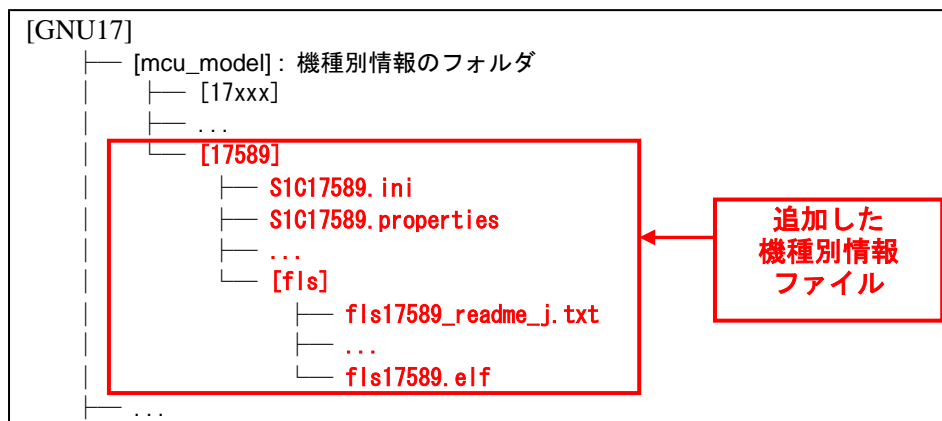 [GNU17]
├── [mcu_model] : 機種別情報のフォルダ
│ ├── [17xxx]
│ ├── ...
│ └── [17589]
│ ├── S1C17589.ini
│ ├── S1C17589.properties
│ ├── ...
│ └── [fls]
│ ├── fls17589_readme_j.txt
│ ├── ...
│ └── fls17589.elf
├── ...
追加した
機種別情報
ファイル